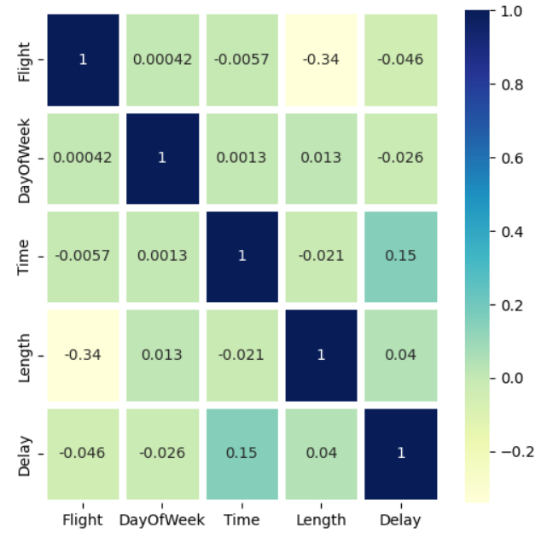 1.0
Flight 1 0.00042 -0.0057 -0.34 -0.046
0.8
DayOfWeek 0.00042 1 0.0013 0.013 -0.026
0.6
0.4
Time -0.0057 0.0013 1 -0.021 0.15
0.2
Length -0.34 0.013 -0.021 1 0.04
0.0
Delay -0.046 -0.026 0.15 0.04 1
−0.2
Flight DayOfWeek Time Length Delay